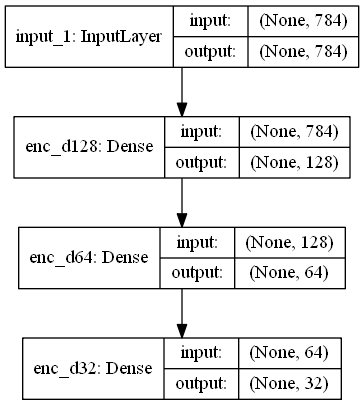 input_1: InputLayer
input: (None, 784)
output: (None, 784)
enc_d128: Dense
input: (None, 784)
output: (None, 128)
enc_d64: Dense
input: (None, 128)
output: (None, 64)
enc_d32: Dense
input: (None, 64)
output: (None, 32)